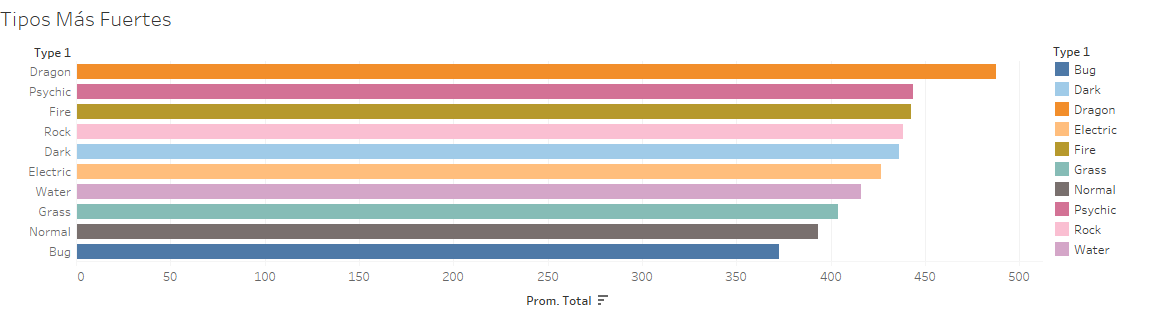 Tipos Más Fuertes
Type 1
Dragon
Psychic
Fire
Rock
Dark
Electric
Water
Grass
Normal
Bug
0 50 100 150 200 250 300 350 400 450 500
Prom. Total
Type 1
Bug
Dark
Dragon
Electric
Fire
Grass
Normal
Psychic
Rock
Water